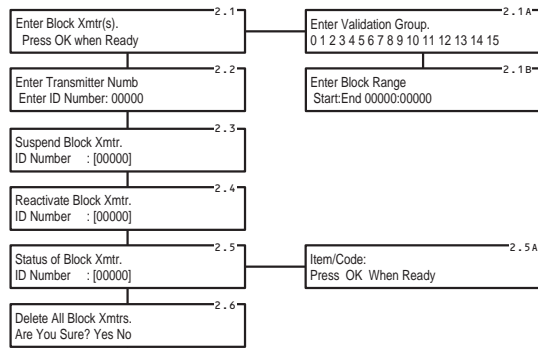 2.1
Enter Block Xmtr(s).
Press OK when Ready
2.1A
Enter Validation Group.
0 1 2 3 4 5 6 7 8 9 10 11 12 13 14 15
2.2
Enter Transmitter Numb
Enter ID Number: 00000
2.1B
Enter Block Range
Start:End 00000:00000
2.3
Suspend Block Xmtr.
ID Number : [00000]
2.4
Reactivate Block Xmtr.
ID Number : [00000]
2.5
Status of Block Xmtr.
ID Number : [00000]
2.5A
Item/Code:
Press OK When Ready
2.6
Delete All Block Xmtrs.
Are You Sure? Yes No